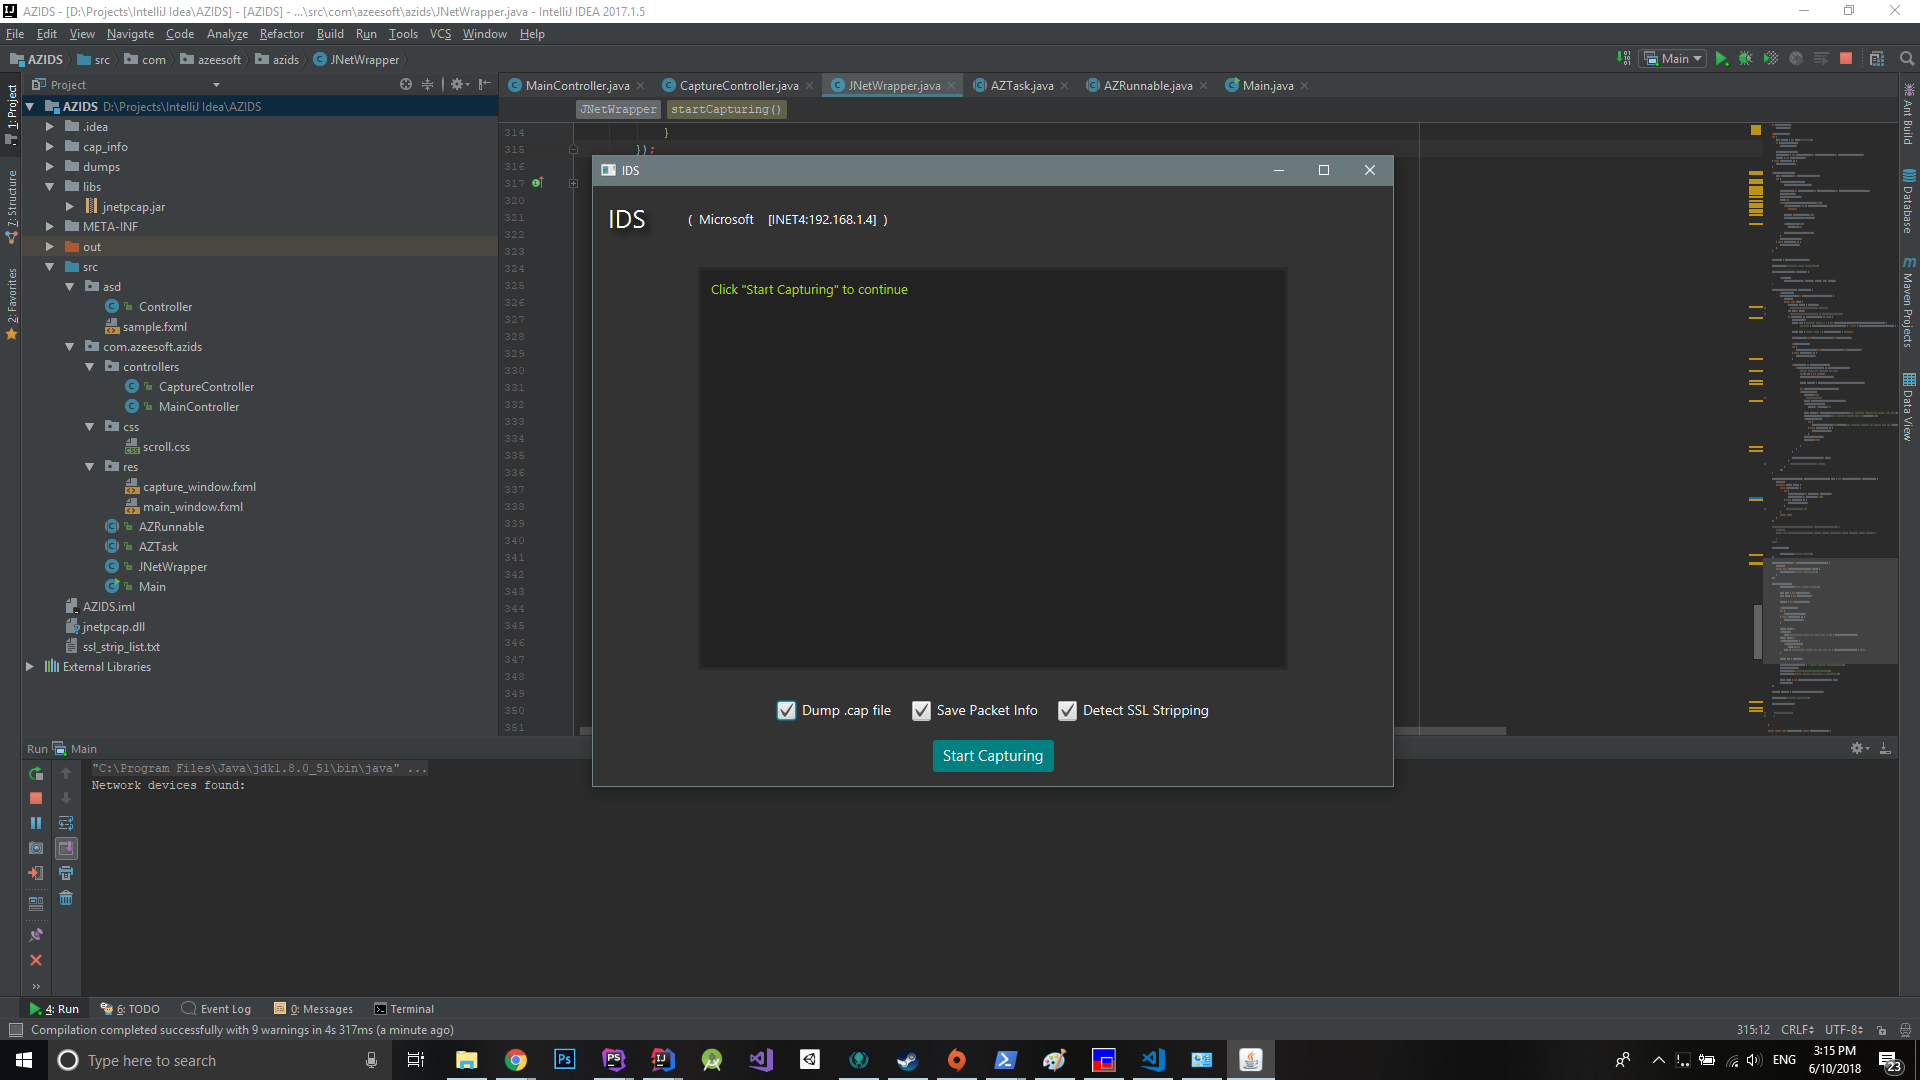 AZIDS - [D:\Projects\IntelliJ Idea\AZIDS] - [AZIDS] - ...\src\com\azeesoft\azids\JNetWrapper.java - IntelliJ IDEA 2017.1.5
File Edit View Navigate Code Analyze Refactor Build Run Tools VCS Window Help
AZIDS src com azeesoft azids JNetWrapper
Main
Project
MainController.java CaptureController.java JNetWrapper.java AZTask.java AZRunnable.java Main.java
JNetWrapper startCapturing()
1: Project
7: Structure
2: Favorites
AZIDS D:\Projects\IntelliJ Idea\AZIDS
.idea
cap_info
dumps
libs
jnetpcap.jar
META-INF
out
src
asd
Controller
sample.fxml
com.azeesoft.azids
controllers
CaptureController
MainController
css
scroll.css
res
capture_window.fxml
main_window.fxml
AZRunnable
AZTask
JNetWrapper
Main
AZIDS.iml
jnetpcap.dll
ssl_strip_list.txt
External Libraries
314 }
315 });
316
317
320
321
322
323
324
325
326
327
328
329
330
331
332
333
334
335
336
337
338
339
340
341
342
343
344
345
346
347
348
349
350
351
IDS
IDS ( Microsoft [INET4:192.168.1.4] )
Click "Start Capturing" to continue
Dump .cap file Save Packet Info Detect SSL Stripping
Start Capturing
Ant Build
Database
Maven Projects
Data View
Run Main
"C:\Program Files\Java\jdk1.8.0_51\bin\java" ...
Network devices found:
4: Run 6: TODO Event Log 0: Messages Terminal
Compilation completed successfully with 9 warnings in 4s 317ms (a minute ago)
315:12 CRLF UTF-8
Type here to search
ENG
3:15 PM
6/10/2018
23